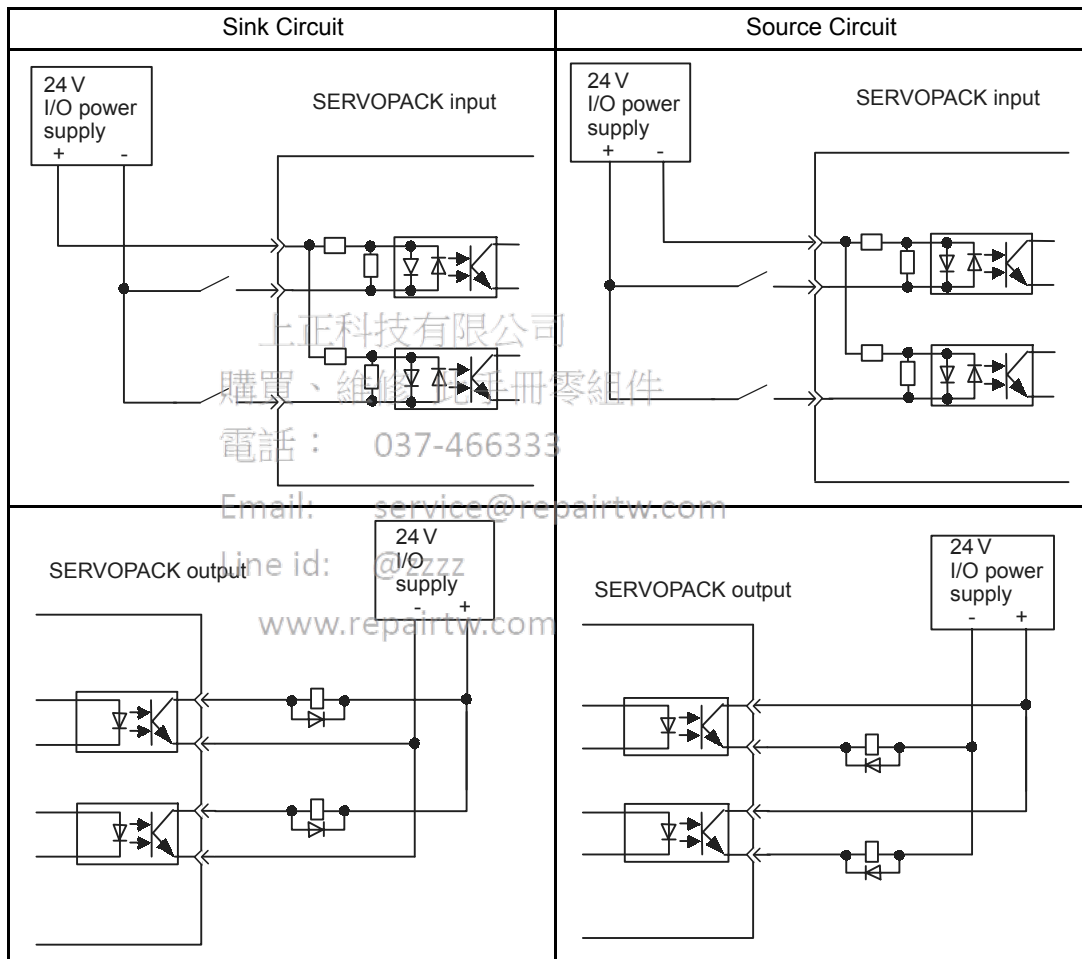 Sink Circuit
Source Circuit
24 V
I/O power
supply
+ -
SERVOPACK input
24 V
I/O power
supply
+ -
SERVOPACK input
上正科技有限公司
購買、維修 此手冊零組件
電話： 037-466333
Email: service@repairtw.com
Line id: @zzzz
www.repairtw.com
SERVOPACK output
24 V
I/O
supply
- +
SERVOPACK output
24 V
I/O power
supply
- +